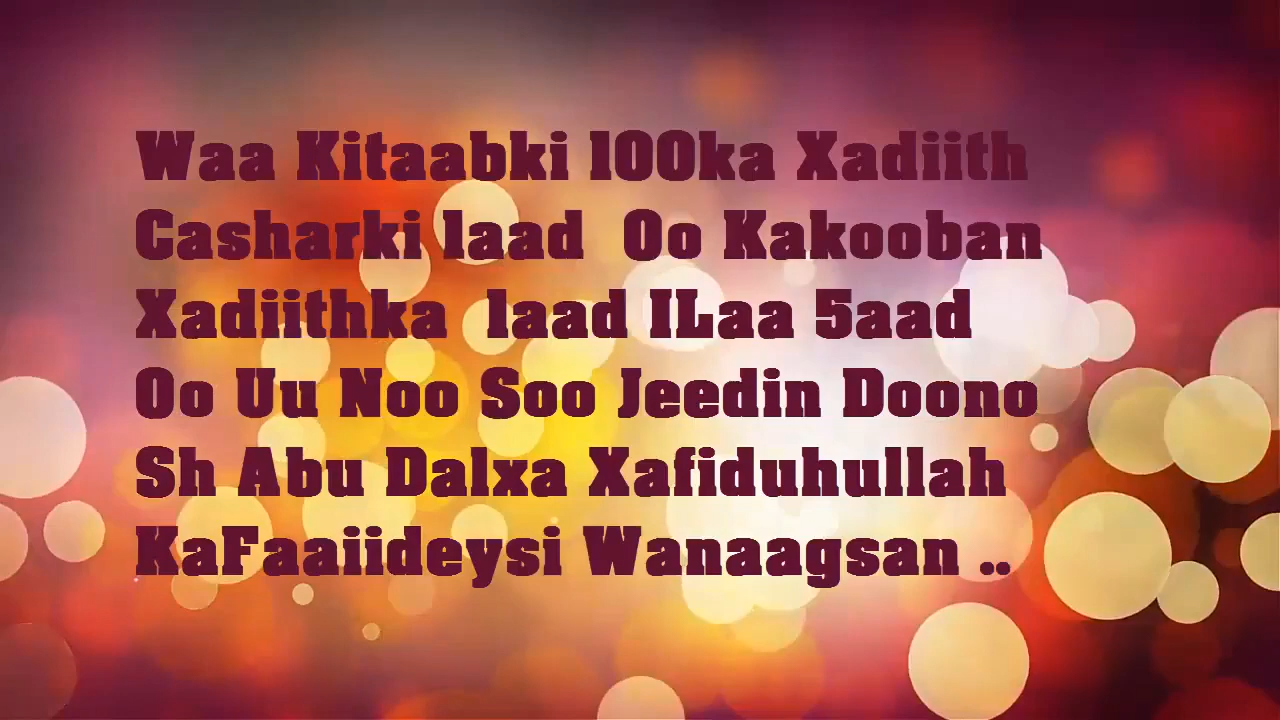 Waa Kitaabki 100ka Xadiith
Casharki 1aad Oo Kakooban
Xadiithka 1aad ILaa 5aad
Oo Uu Noo Soo Jeedin Doono
Sh Abu Dalxa Xafiduhullah
KaFaaiideysi Wanaagsan ..